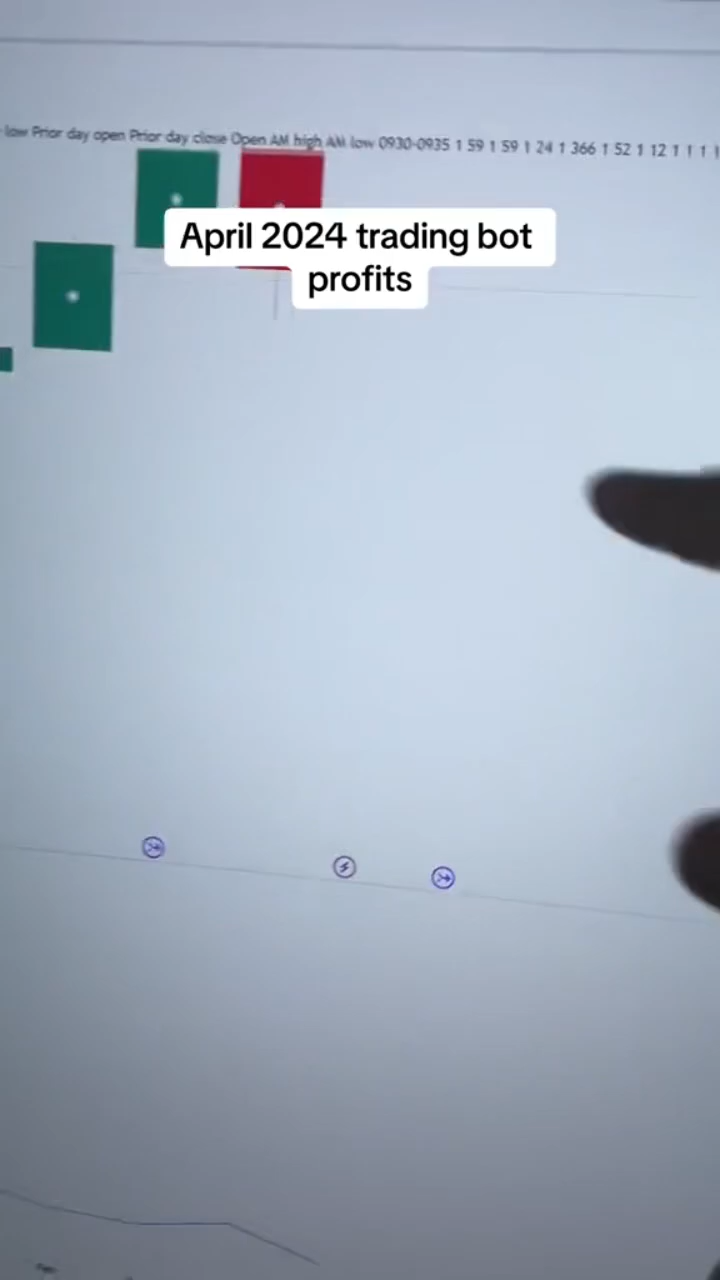 low Prior day open Prior day close Open AM high AM low 0930-0935 1 59 1 59 1 24 1 366 1 52 1 12 1 1 1 1
April 2024 trading bot
profits